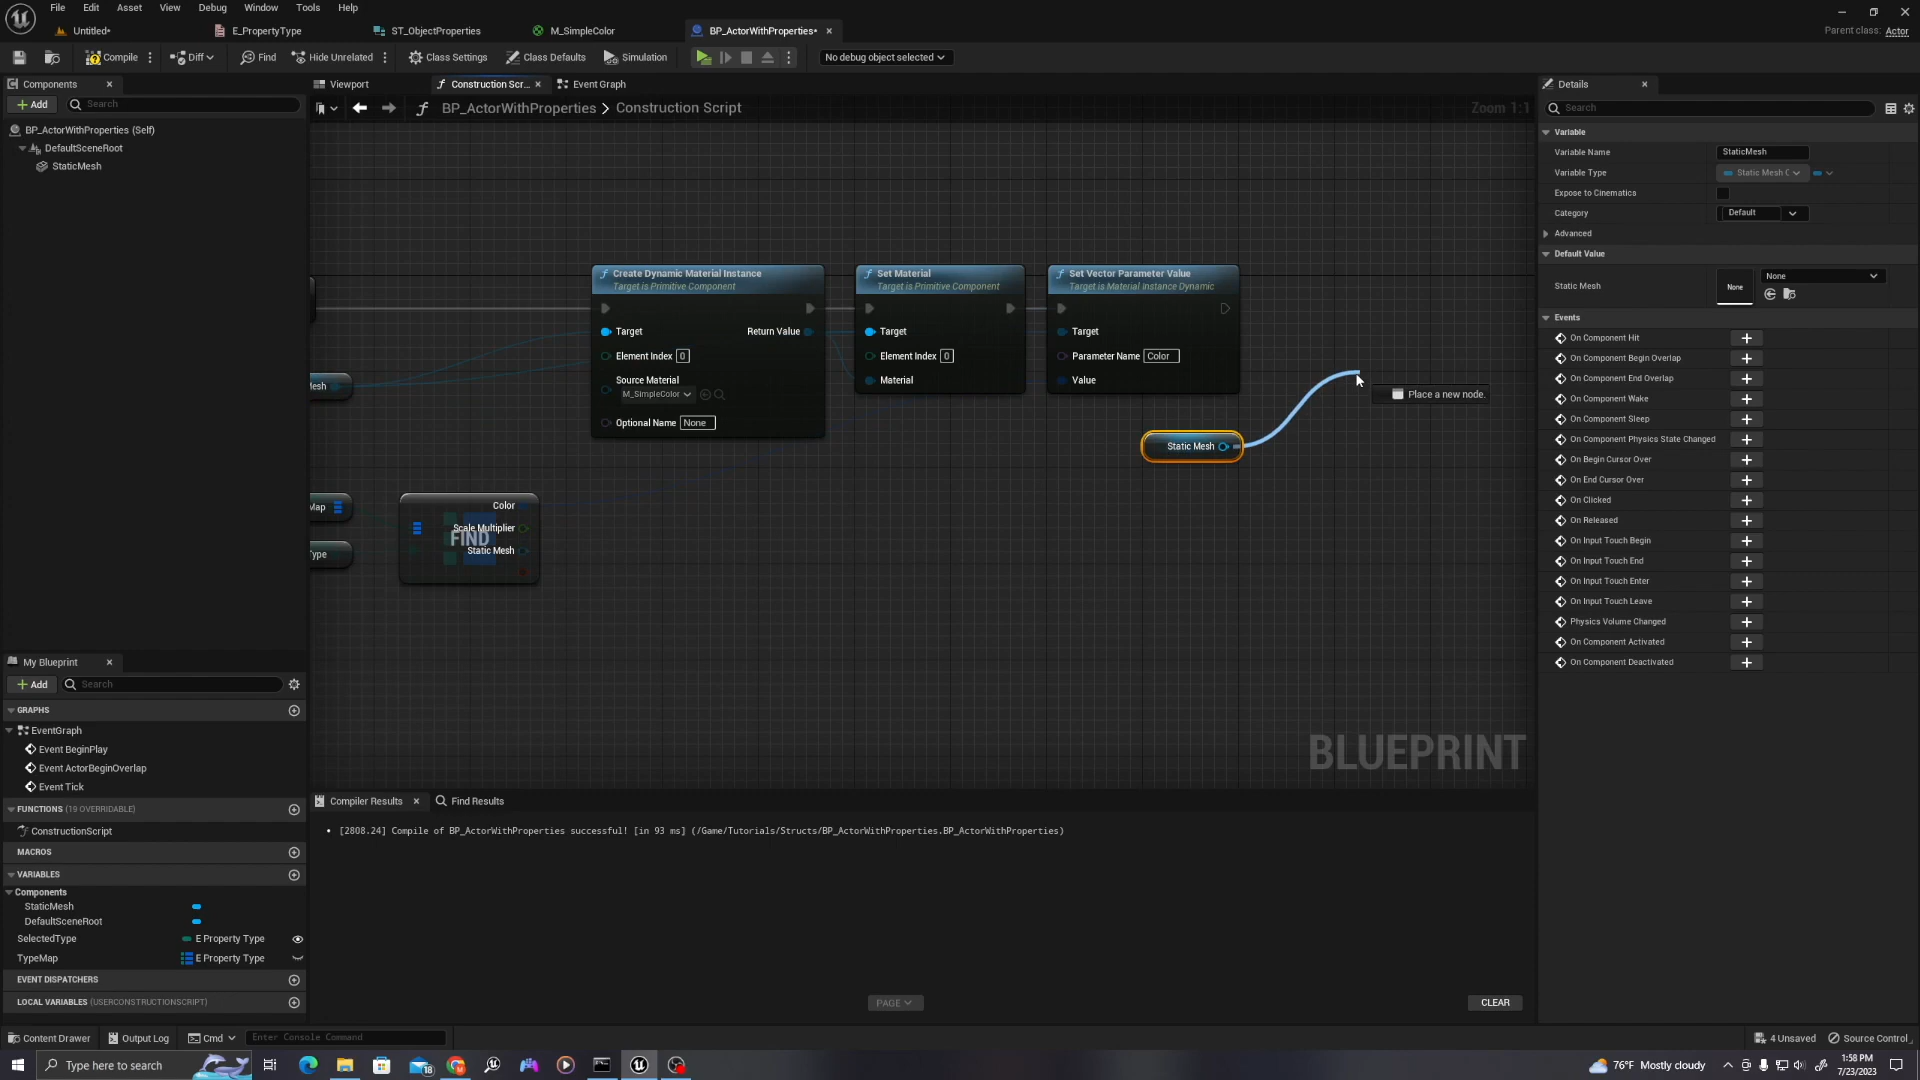 File Edit Asset View Debug Window Tools Help
Untitled*
E_PropertyType
ST_ObjectProperties
M_SimpleColor
BP_ActorWithProperties*
Parent class: Actor
Compile
Diff
Find
Hide Unrelated
Class Settings
Class Defaults
Simulation
No debug object selected
Components
Add
Search
BP_ActorWithProperties (Self)
DefaultSceneRoot
StaticMesh
Viewport
Construction Scr...
Event Graph
BP_ActorWithProperties > Construction Script
Zoom 1:1
Create Dynamic Material Instance
Target is Primitive Component
Target
Return Value
Element Index 0
Source Material
M_SimpleColor
Optional Name None
Set Material
Target is Primitive Component
Target
Element Index 0
Material
Set Vector Parameter Value
Target is Material Instance Dynamic
Target
Parameter Name Color
Value
Place a new node.
Static Mesh
Mesh
Map
Type
Color
Scale Multiplier
FIND
Static Mesh
BLUEPRINT
My Blueprint
Add
Search
GRAPHS
EventGraph
Event BeginPlay
Event ActorBeginOverlap
Event Tick
FUNCTIONS (19 OVERRIDABLE)
ConstructionScript
MACROS
VARIABLES
Components
StaticMesh
DefaultSceneRoot
SelectedType E Property Type
TypeMap E Property Type
EVENT DISPATCHERS
LOCAL VARIABLES (USERCONSTRUCTIONSCRIPT)
Compiler Results
Find Results
[2808.24] Compile of BP_ActorWithProperties successful! [in 93 ms] (/Game/Tutorials/Structs/BP_ActorWithProperties.BP_ActorWithProperties)
PAGE
CLEAR
Details
Search
Variable
Variable Name StaticMesh
Variable Type Static Mesh C
Expose to Cinematics
Category Default
Advanced
Default Value
Static Mesh None None
Events
On Component Hit
On Component Begin Overlap
On Component End Overlap
On Component Wake
On Component Sleep
On Component Physics State Changed
On Begin Cursor Over
On End Cursor Over
On Clicked
On Released
On Input Touch Begin
On Input Touch End
On Input Touch Enter
On Input Touch Leave
Physics Volume Changed
On Component Activated
On Component Deactivated
Content Drawer
Output Log
Cmd
Enter Console Command
4 Unsaved
Source Control
Type here to search
18
76°F Mostly cloudy
1:58 PM
7/23/2023